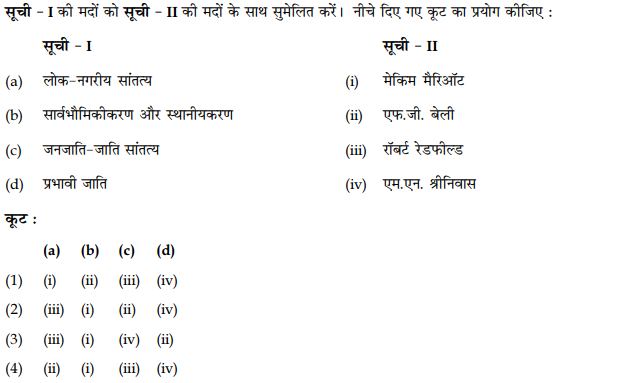 सूची - I की मदों को सूची - II की मदों के साथ सुमेलित करें। नीचे दिए गए कूट का प्रयोग कीजिए :
सूची - I सूची - II
(a) लोक-नगरीय सांतत्य (i) मेकिम मैरिऑट
(b) सार्वभौमिकीकरण और स्थानीयकरण (ii) एफ.जी. बेली
(c) जनजाति-जाति सांतत्य (iii) रॉबर्ट रेडफील्ड
(d) प्रभावी जाति (iv) एम.एन. श्रीनिवास
कूट :
(a) (b) (c) (d)
(1) (i) (ii) (iii) (iv)
(2) (iii) (i) (ii) (iv)
(3) (iii) (i) (iv) (ii)
(4) (ii) (i) (iii) (iv)